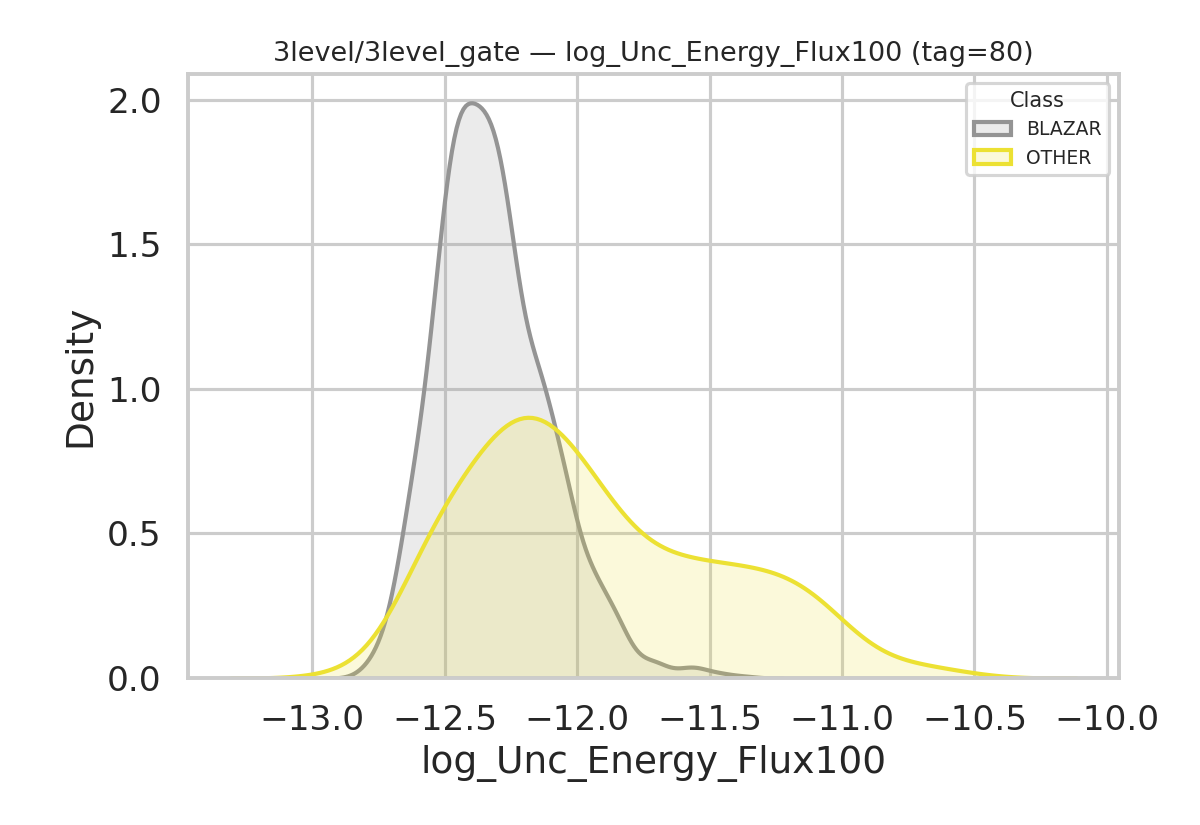 3level/3level_gate — log_Unc_Energy_Flux100 (tag=80)
Class
BLAZAR
OTHER
Density
2.0
1.5
1.0
0.5
0.0
−13.0 −12.5 −12.0 −11.5 −11.0 −10.5 −10.0
log_Unc_Energy_Flux100